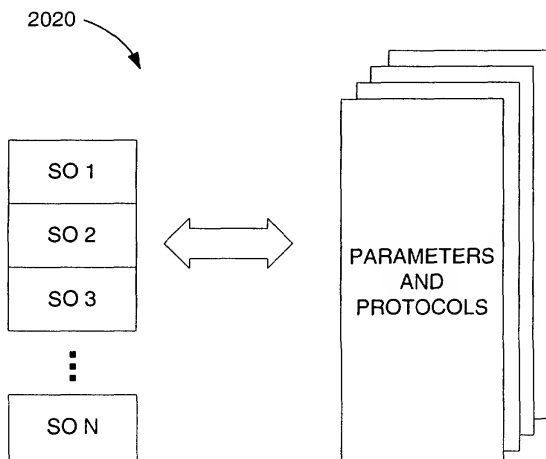 2020
SO 1
SO 2
SO 3
SO N
PARAMETERS
AND
PROTOCOLS